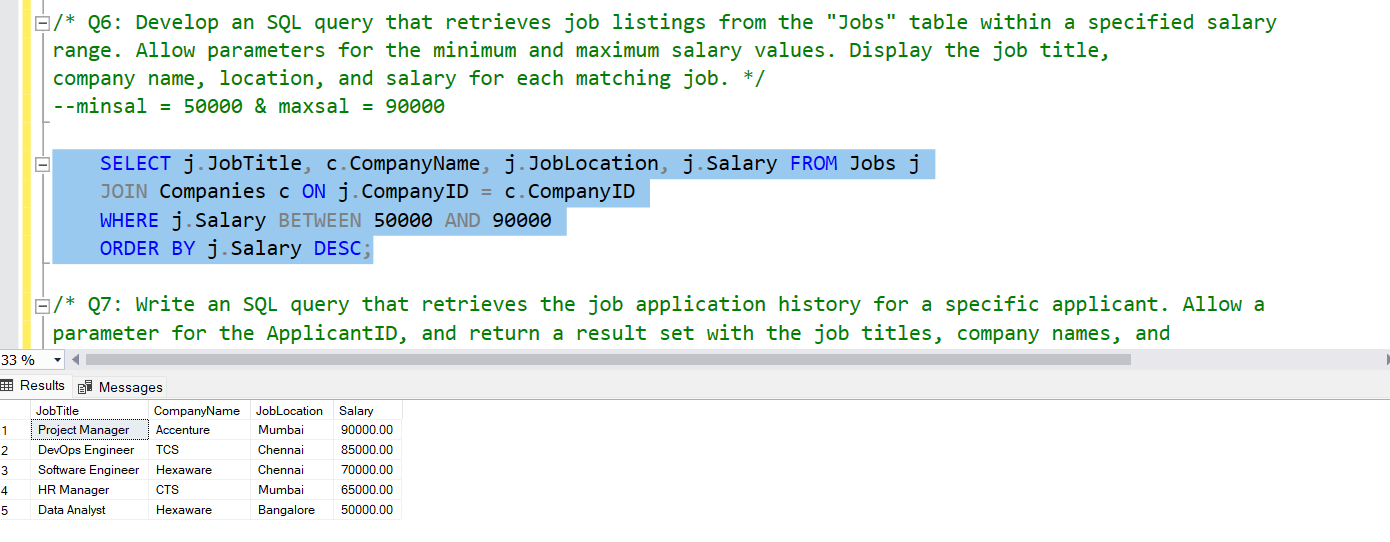 /* Q6: Develop an SQL query that retrieves job listings from the "Jobs" table within a specified salary
range. Allow parameters for the minimum and maximum salary values. Display the job title,
company name, location, and salary for each matching job. */
--minsal = 50000 & maxsal = 90000
SELECT j.JobTitle, c.CompanyName, j.JobLocation, j.Salary FROM Jobs j
JOIN Companies c ON j.CompanyID = c.CompanyID
WHERE j.Salary BETWEEN 50000 AND 90000
ORDER BY j.Salary DESC;
/* Q7: Write an SQL query that retrieves the job application history for a specific applicant. Allow a
parameter for the ApplicantID, and return a result set with the job titles, company names, and
33 %
Results Messages
JobTitle CompanyName JobLocation Salary
1 Project Manager Accenture Mumbai 90000.00
2 DevOps Engineer TCS Chennai 85000.00
3 Software Engineer Hexaware Chennai 70000.00
4 HR Manager CTS Mumbai 65000.00
5 Data Analyst Hexaware Bangalore 50000.00